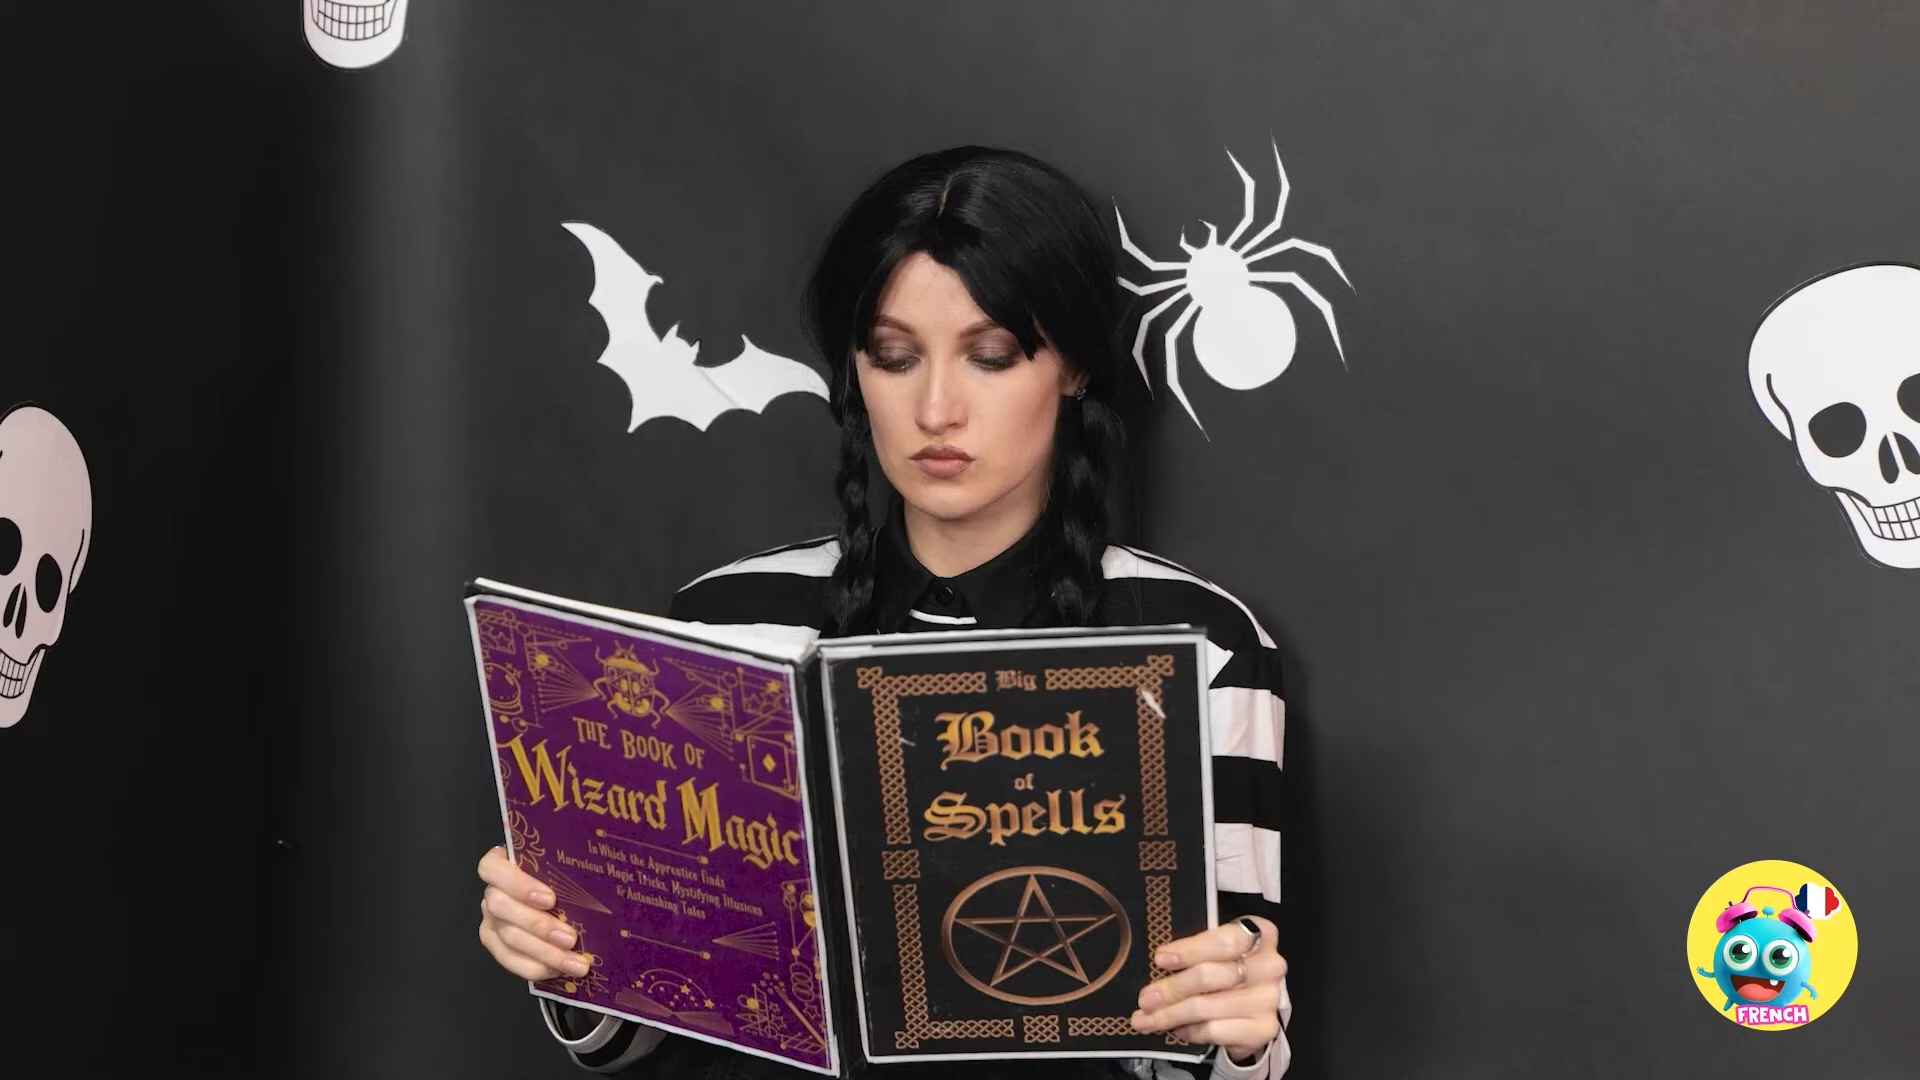 THE BOOK OF
Wizard Magic
In Which the Apprentice Finds
Marvelous Magic Tricks, Mystifying Illusions
& Astonishing Tales
Big
Book
of
Spells
FRENCH